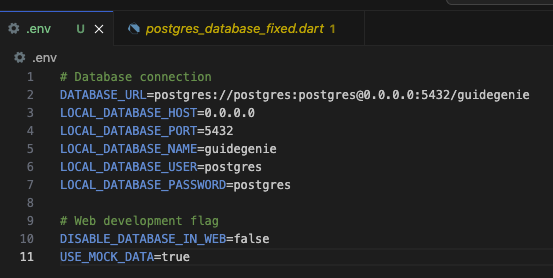 .env U
postgres_database_fixed.dart 1
.env
1 # Database connection
2 DATABASE_URL=postgres://postgres:postgres@0.0.0.0:5432/guidegenie
3 LOCAL_DATABASE_HOST=0.0.0.0
4 LOCAL_DATABASE_PORT=5432
5 LOCAL_DATABASE_NAME=guidegenie
6 LOCAL_DATABASE_USER=postgres
7 LOCAL_DATABASE_PASSWORD=postgres
8
9 # Web development flag
10 DISABLE_DATABASE_IN_WEB=false
11 USE_MOCK_DATA=true